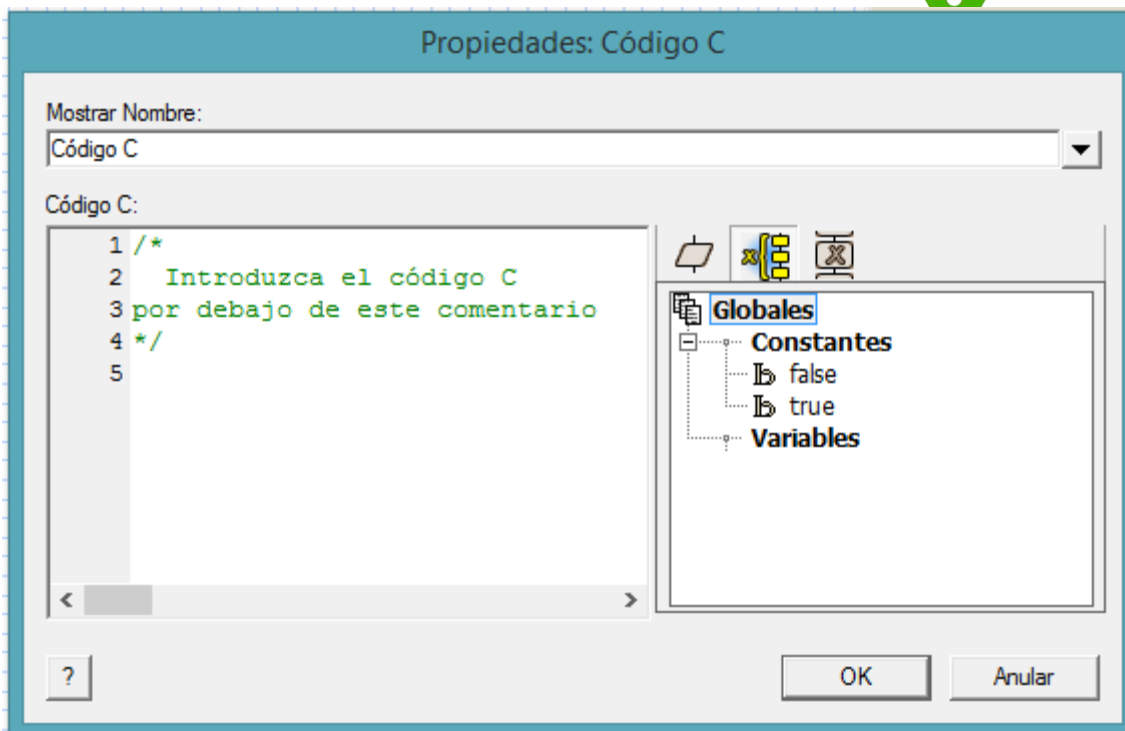 Propiedades: Código C
Mostrar Nombre:
Código C
Código C:
1 /*
2 Introduzca el código C
3 por debajo de este comentario
4 */
5
Globales
Constantes
false
true
Variables
?
OK
Anular